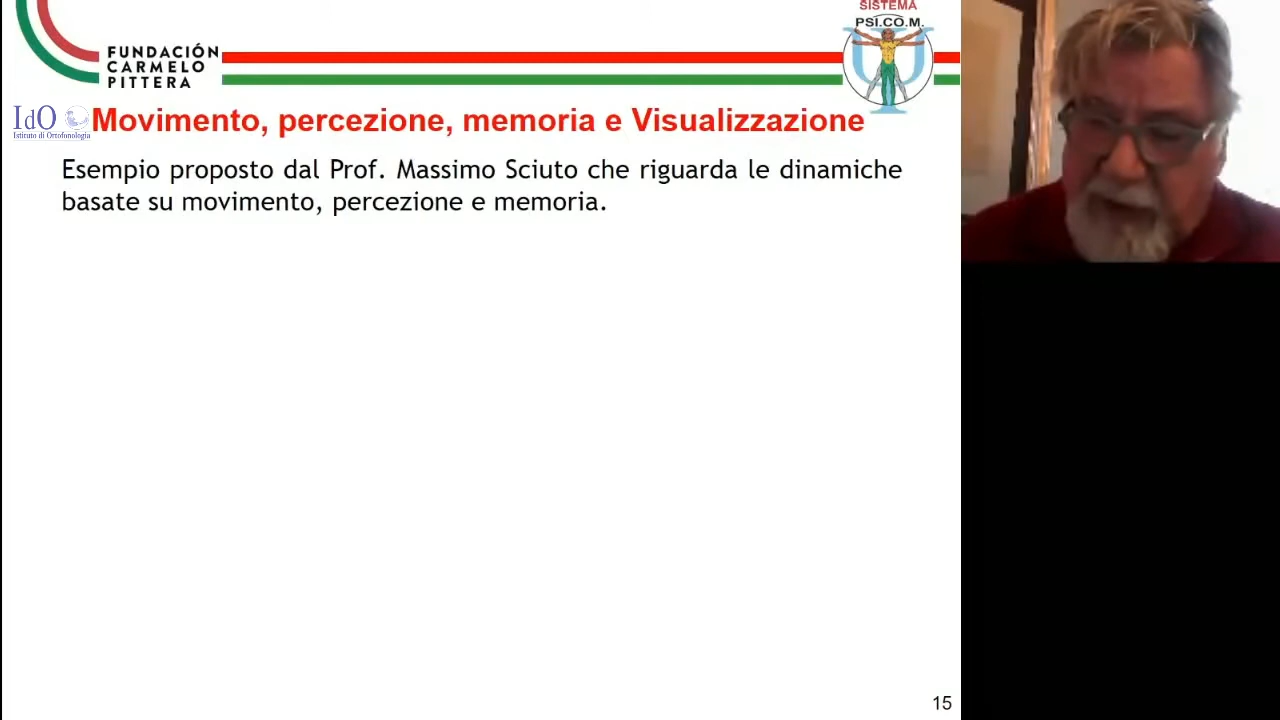 SISTEMA
PSI.CO.M.
FUNDACIÓN
CARMELO
PITTERA
IdO
Istituto di Ortofonologia
Movimento, percezione, memoria e Visualizzazione
Esempio proposto dal Prof. Massimo Sciuto che riguarda le dinamiche
basate su movimento, percezione e memoria.
15